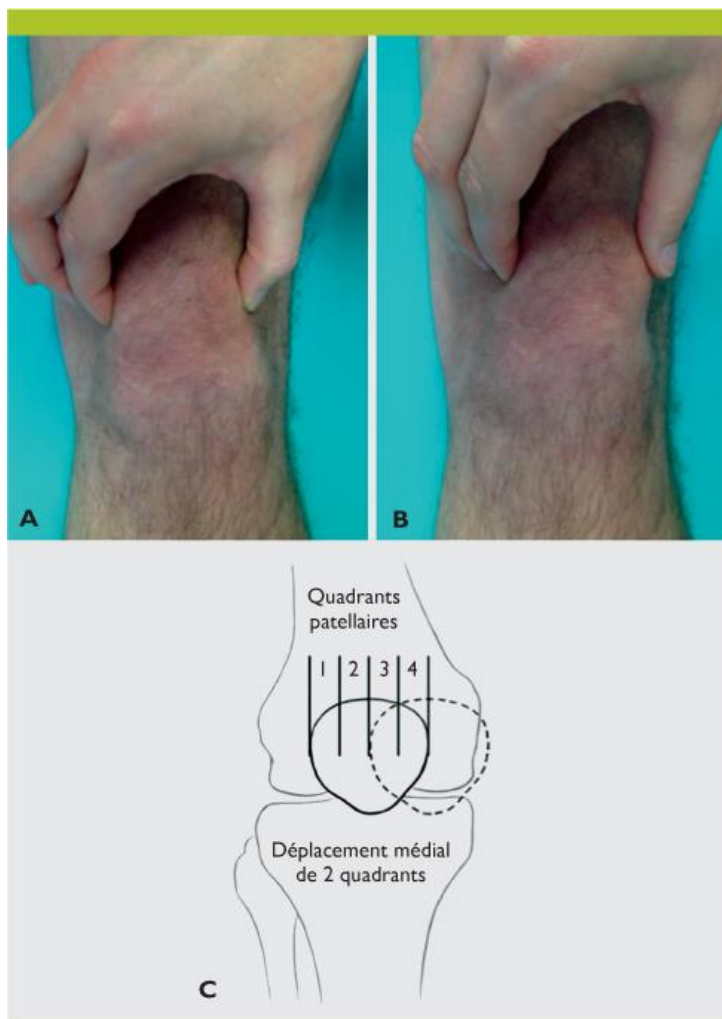 A
B
Quadrants
patellaires
1 2 3 4
Déplacement médial
de 2 quadrants
C